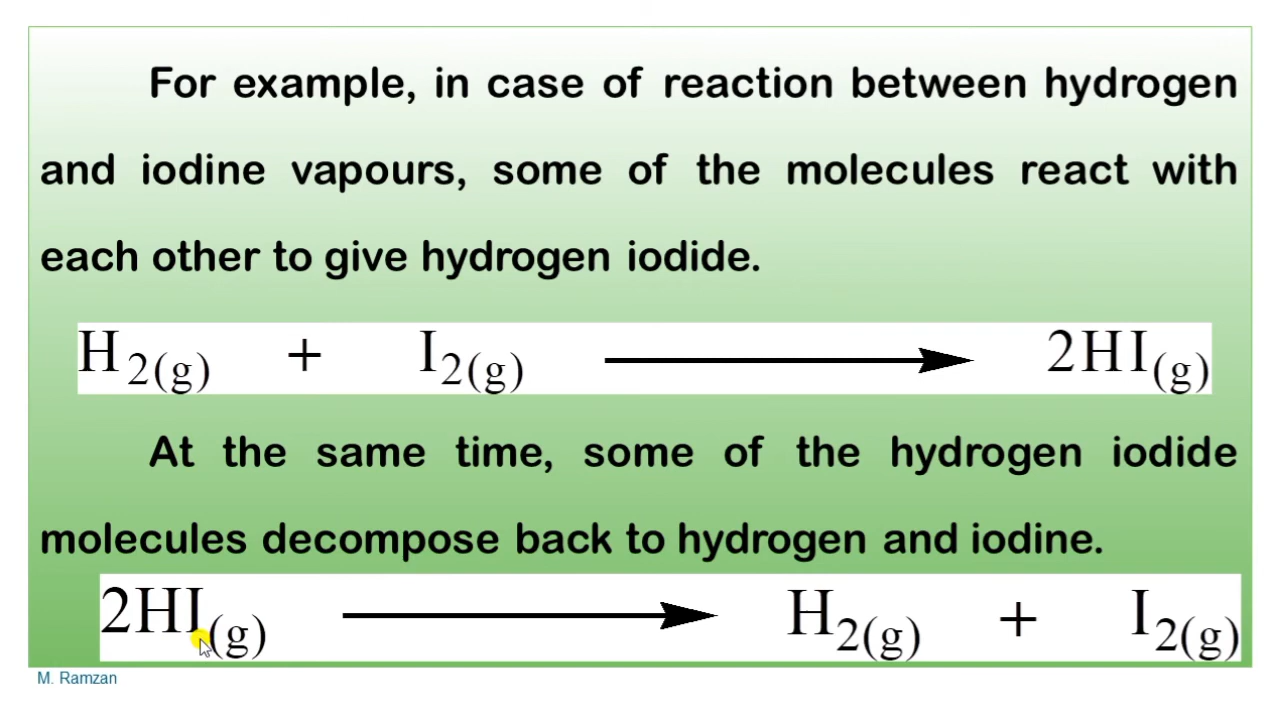 For example, in case of reaction between hydrogen
and iodine vapours, some of the molecules react with
each other to give hydrogen iodide.
H2(g) + I2(g) ⟶ 2HI(g)
At the same time, some of the hydrogen iodide
molecules decompose back to hydrogen and iodine.
2HI(g) ⟶ H2(g) + I2(g)
M. Ramzan